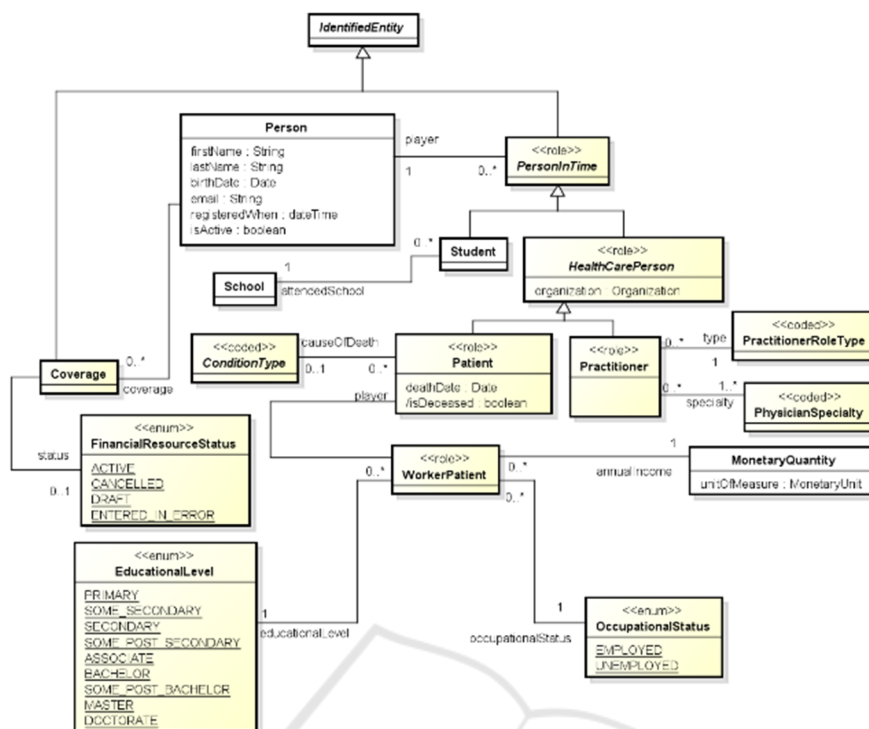 IdentifiedEntity
Person
firstName : String
lastName : String
birthDate : Date
email : String
registeredWhen : dateTime
isActive : boolean
player
1
0..*
<<role>>
PersonInTime
0..*
Student
<<role>>
HealthCarePerson
organization : Organization
School
1
attendedSchool
<<coded>>
ConditionType
causeOfDeath
0..1
0..*
<<role>>
Patient
deathDate : Date
/isDeceased : boolean
<<role>>
Practitioner
0..*
type
1
<<coded>>
PractitionerRoleType
0..*
1..*
specialty
<<coded>>
PhysicianSpecialty
Coverage
0..*
coverage
player
<<enum>>
FinancialResourceStatus
ACTIVE
CANCELLED
DRAFT
ENTERED_IN_ERROR
status
0..1
<<role>>
WorkerPatient
0..*
0..*
0..*
1
annualIncome
MonetaryQuantity
unitOfMeasure : MonetaryUnit
<<enum>>
EducationalLevel
PRIMARY
SOME_SECONDARY
SECONDARY
SOME_POST_SECONDARY
ASSOCIATE
BACHELOR
SOME_POST_BACHELOR
MASTER
DOCTORATE
1
educationalLevel
1
occupationalStatus
<<enum>>
OccupationalStatus
EMPLOYED
UNEMPLOYED